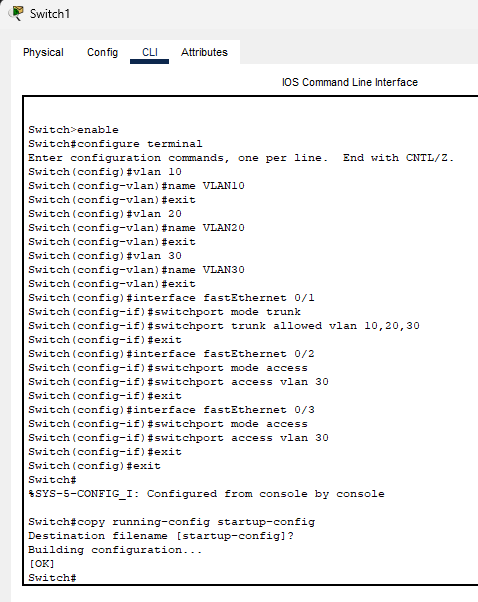 Switch1
Physical Config CLI Attributes
IOS Command Line Interface
Switch>enable
Switch#configure terminal
Enter configuration commands, one per line.  End with CNTL/Z.
Switch(config)#vlan 10
Switch(config-vlan)#name VLAN10
Switch(config-vlan)#exit
Switch(config)#vlan 20
Switch(config-vlan)#name VLAN20
Switch(config-vlan)#exit
Switch(config)#vlan 30
Switch(config-vlan)#name VLAN30
Switch(config-vlan)#exit
Switch(config)#interface fastEthernet 0/1
Switch(config-if)#switchport mode trunk
Switch(config-if)#switchport trunk allowed vlan 10,20,30
Switch(config-if)#exit
Switch(config)#interface fastEthernet 0/2
Switch(config-if)#switchport mode access
Switch(config-if)#switchport access vlan 30
Switch(config-if)#exit
Switch(config)#interface fastEthernet 0/3
Switch(config-if)#switchport mode access
Switch(config-if)#switchport access vlan 30
Switch(config-if)#exit
Switch(config)#exit
Switch#
%SYS-5-CONFIG_I: Configured from console by console
Switch#copy running-config startup-config
Destination filename [startup-config]?
Building configuration...
[OK]
Switch#